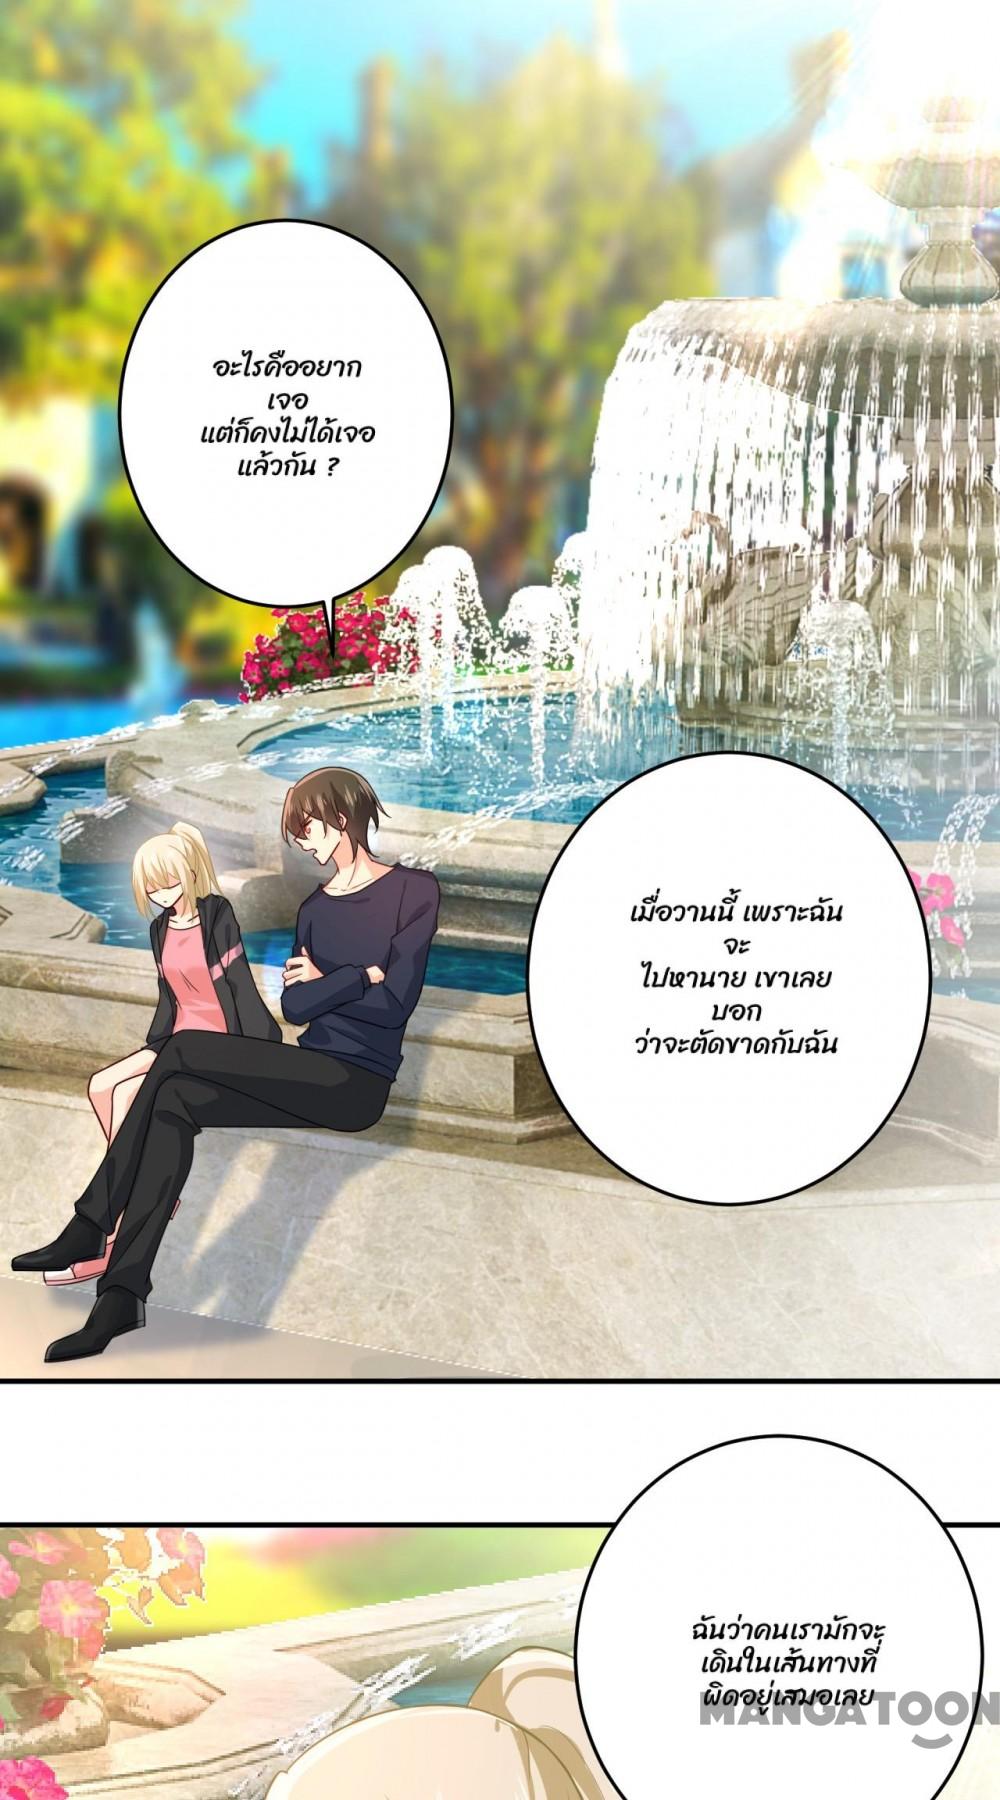 อะไรคืออยาก
เจอ
แต่ก็คงไม่ได้เจอ
แล้วกัน ?
เมื่อวานนี้ เพราะฉัน
จะ
ไปหานาย เขาเลย
บอก
ว่าจะตัดขาดกับฉัน
ฉันว่าคนเรามักจะ
เดินในเส้นทางที่
ผิดอยู่เสมอเลย
MANGATOON